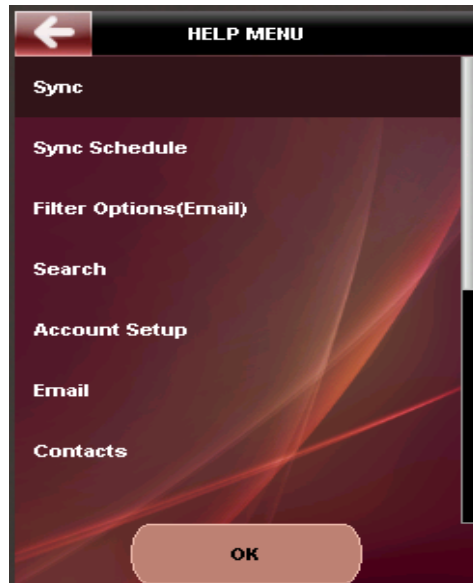 HELP MENU
Sync
Sync Schedule
Filter Options(Email)
Search
Account Setup
Email
Contacts
OK